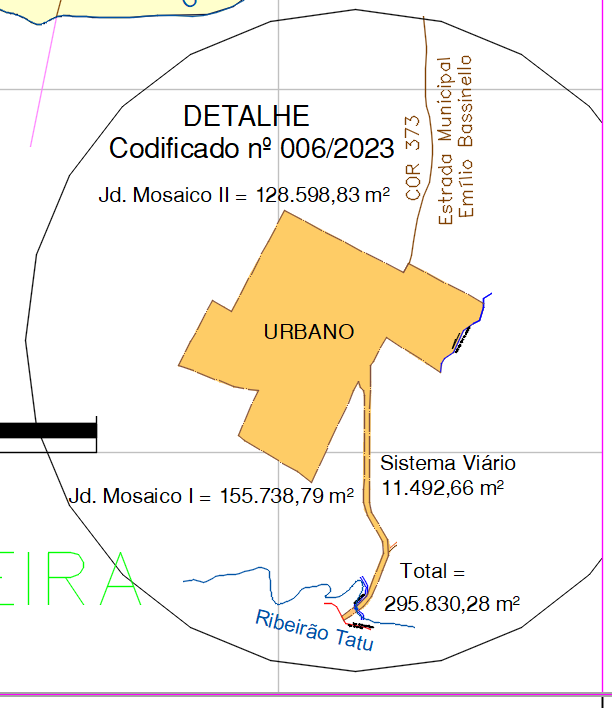 DETALHE
Codificado nº 006/2023
Jd. Mosaico II = 128.598,83 m²
COR 373
Estrada Municipal
Emílio Bassinello
URBANO
Sistema Viário
11.492,66 m²
Jd. Mosaico I = 155.738,79 m²
EIRA
Total =
295.830,28 m²
Ribeirão Tatu